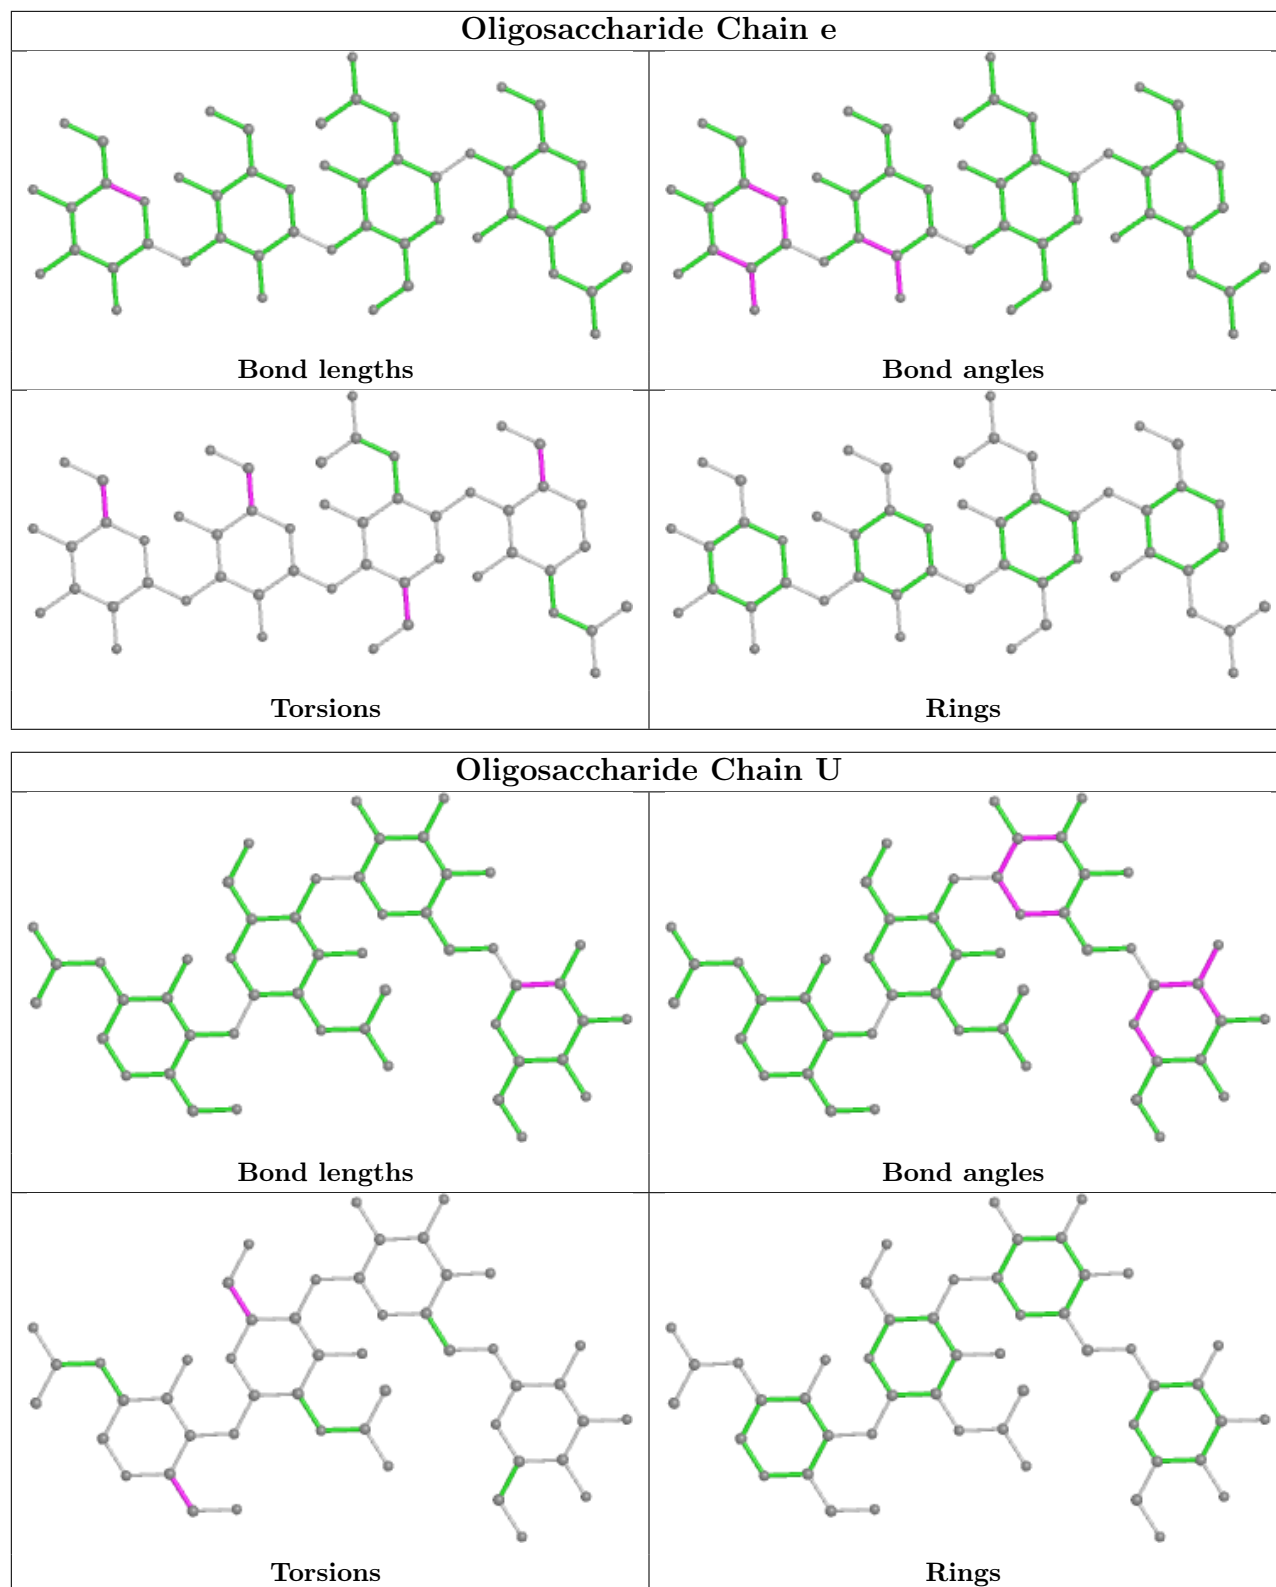 Oligosaccharide Chain e
Bond lengths
Bond angles
Torsions
Rings
Oligosaccharide Chain U
Bond lengths
Bond angles
Torsions
Rings